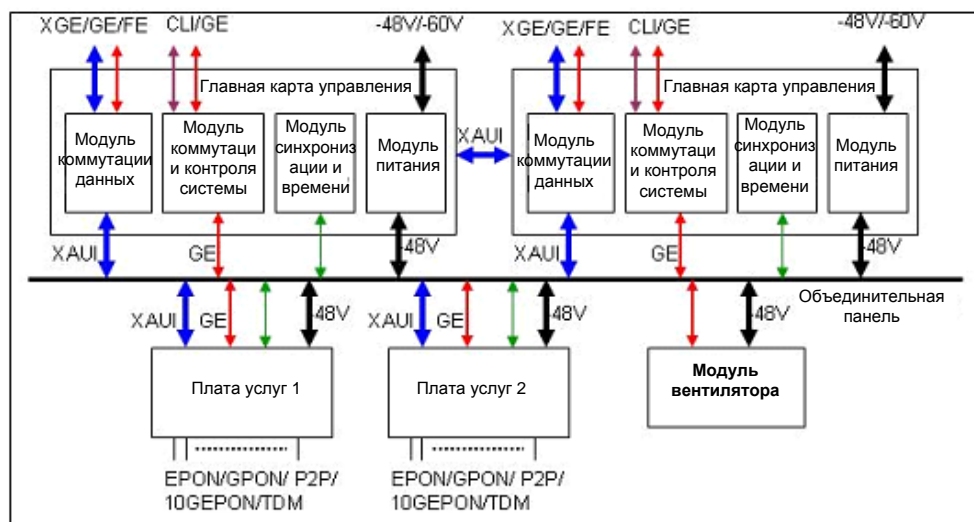 XGE/GE/FE
CLI/GE
-48V/-60V
XGE/GE/FE
CLI/GE
-48V/-60V
Главная карта управления
Главная карта управления
Модуль
коммутации
данных
Модуль
коммутаци
и контроля
системы
Модуль
синхрониз
ации и
времени
Модуль
питания
XAUI
Модуль
коммутации
данных
Модуль
коммутаци
и контроля
системы
Модуль
синхрониз
ации и
времени
Модуль
питания
XAUI
GE
-48V
XAUI
GE
-48V
Объединительная
панель
XAUI
GE
-48V
XAUI
GE
-48V
-48V
Плата услуг 1
Плата услуг 2
Модуль
вентилятора
EPON/GPON/ P2P/
10GEPON/TDM
EPON/GPON/ P2P/
10GEPON/TDM